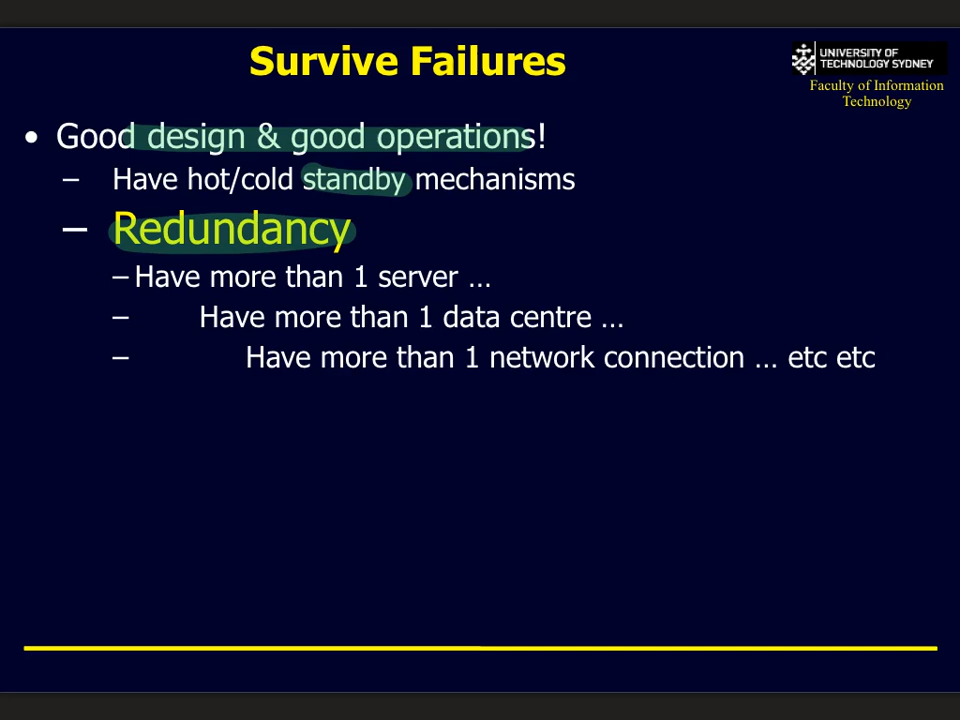 Survive Failures
UNIVERSITY OF
TECHNOLOGY SYDNEY
Faculty of Information
Technology
• Good design & good operations!
– Have hot/cold standby mechanisms
– Redundancy
– Have more than 1 server …
– Have more than 1 data centre …
– Have more than 1 network connection … etc etc